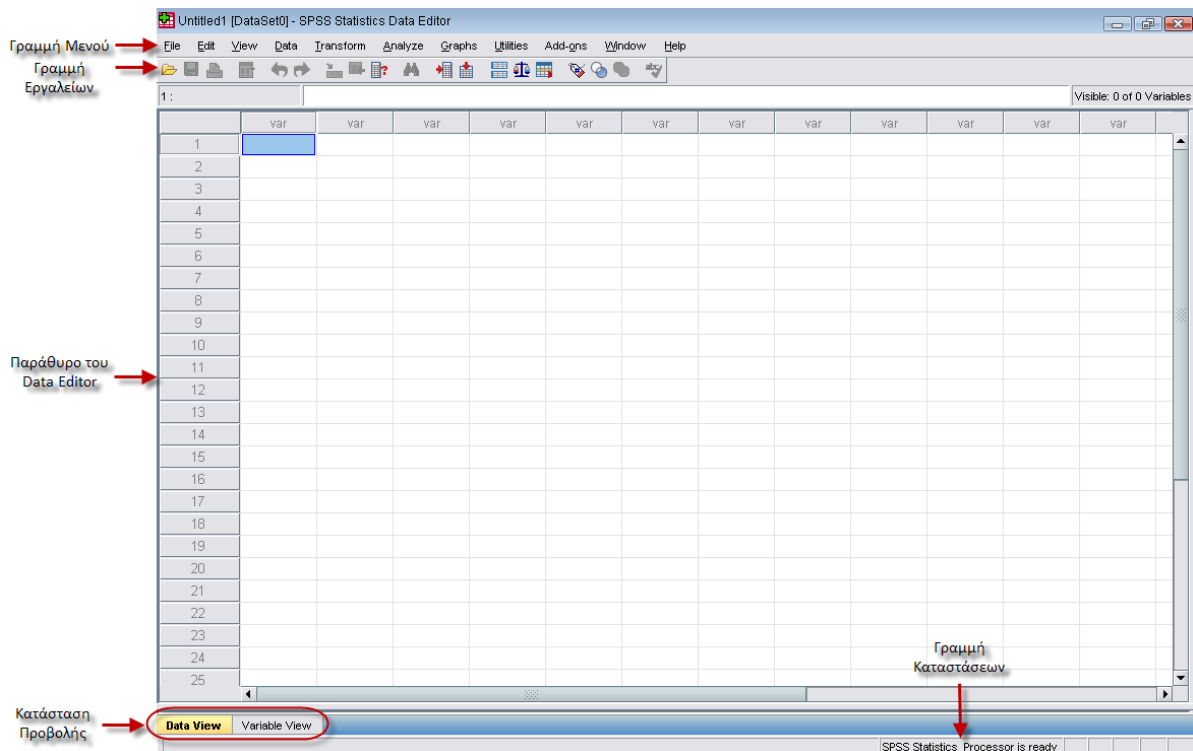 Untitled1 [DataSet0] - SPSS Statistics Data Editor
Γραμμή Μενού
File Edit View Data Transform Analyze Graphs Utilities Add-ons Window Help
Γραμμή
Εργαλείων
1 :
Visible: 0 of 0 Variables
var var var var var var var var var var var var
1
2
3
4
5
6
7
8
9
10
Παράθυρο του
Data Editor
11
12
13
14
15
16
17
18
19
20
21
22
23
24
25
Γραμμή
Καταστάσεων
Κατάσταση
Προβολής
Data View Variable View
SPSS Statistics Processor is ready